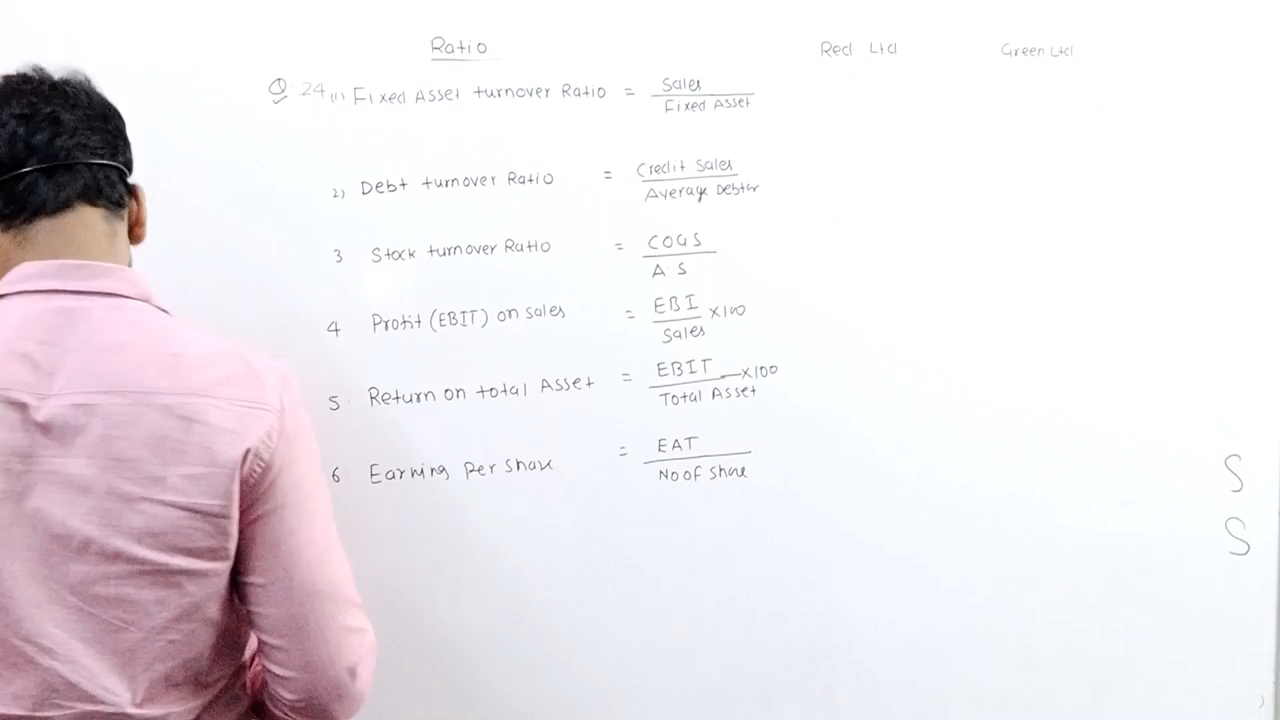 Ratio Red Ltd Green Ltd
Q 24 (1) Fixed Asset turnover Ratio = Sales
Fixed Asset
2) Debt turnover Ratio = Credit Sales
Average Debtor
3 Stock turnover Ratio = COGS
A.S
4 Profit (EBIT) on sales = EBI x100
Sales
5. Return on total Asset = EBIT x100
Total Asset
6 Earning per share = EAT
No of share
S
S